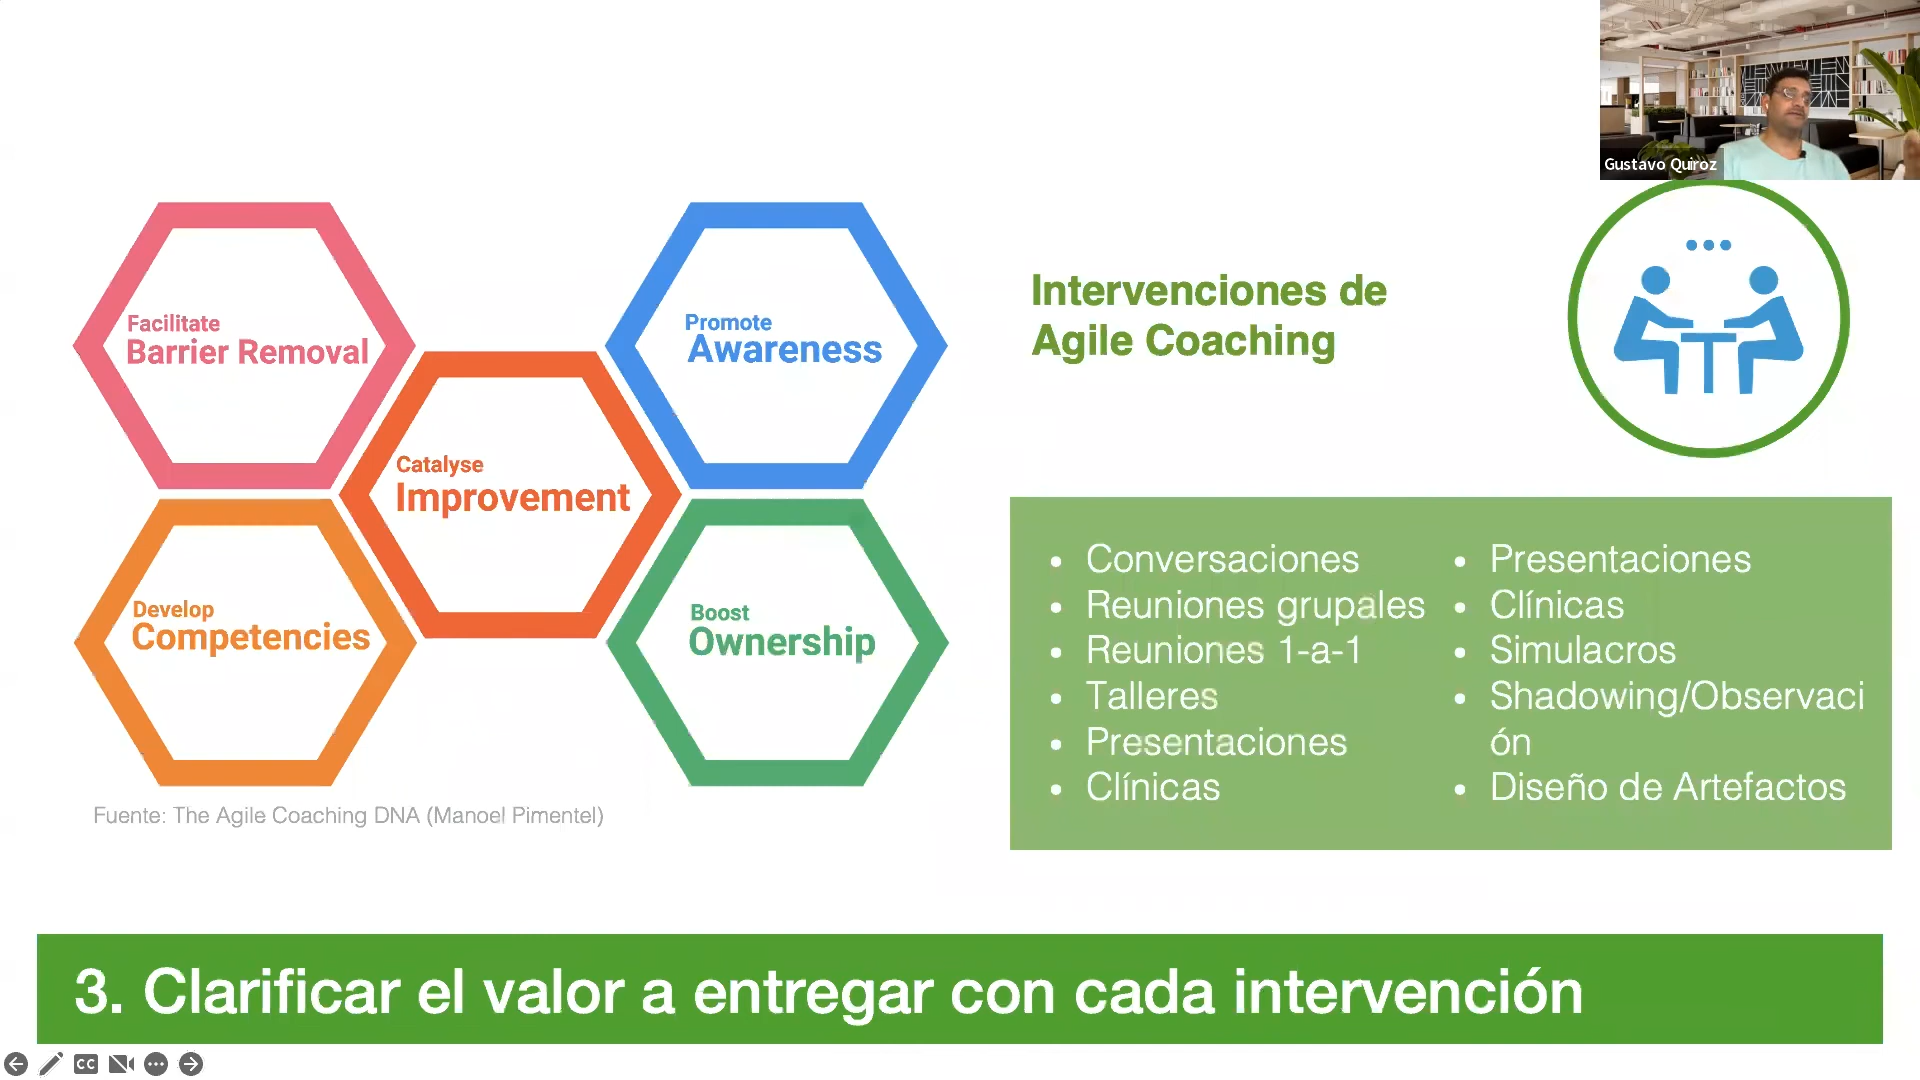 Gustavo Quiroz
Facilitate
Barrier Removal
Promote
Awareness
Catalyse
Improvement
Develop
Competencies
Boost
Ownership
Fuente: The Agile Coaching DNA (Manoel Pimentel)
Intervenciones de
Agile Coaching
• Conversaciones
• Reuniones grupales
• Reuniones 1-a-1
• Talleres
• Presentaciones
• Clínicas
• Presentaciones
• Clínicas
• Simulacros
• Shadowing/Observaci
ón
• Diseño de Artefactos
3. Clarificar el valor a entregar con cada intervención
CC